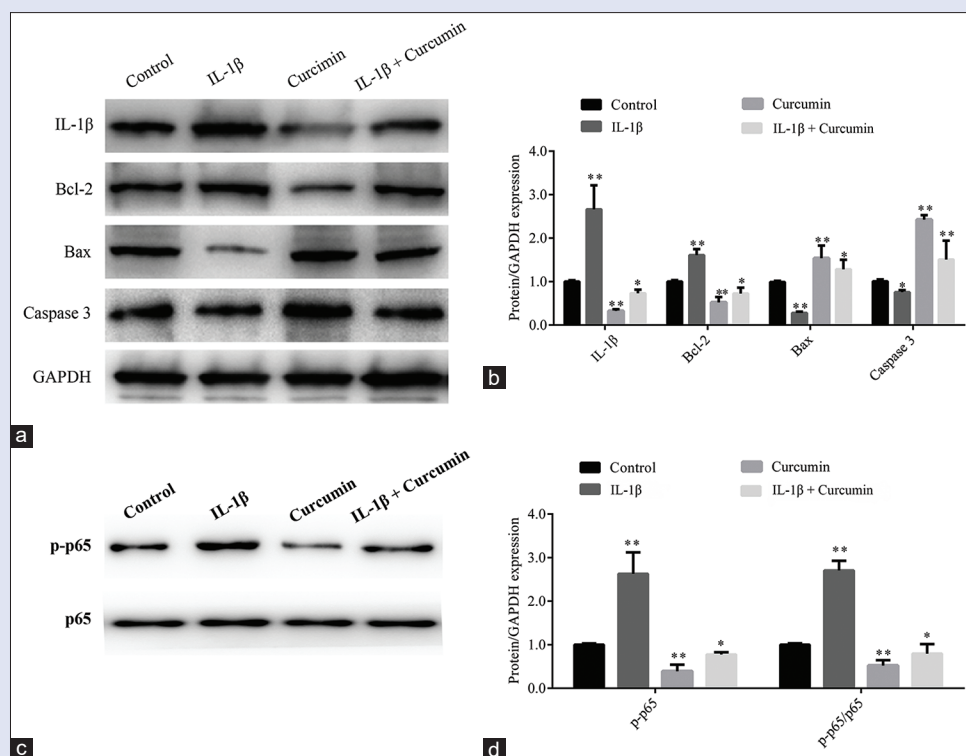 Control IL-1β Curcimin IL-1β + Curcumin
IL-1β
Bcl-2
Bax
Caspase 3
GAPDH
a
Control
IL-1β
Curcumin
IL-1β + Curcumin
Protein/GAPDH expression
4.0
3.0
2.0
1.0
0.0
** ** ** *
** ** *
** ** *
* ** **
IL-1β Bcl-2 Bax Caspase 3
b
Control IL-1β Curcumin IL-1β + Curcumin
p-p65
p65
c
Control
IL-1β
Curcumin
IL-1β + Curcumin
Protein/GAPDH expression
4.0
3.0
2.0
1.0
0.0
** ** *
** ** *
p-p65 p-p65/p65
d